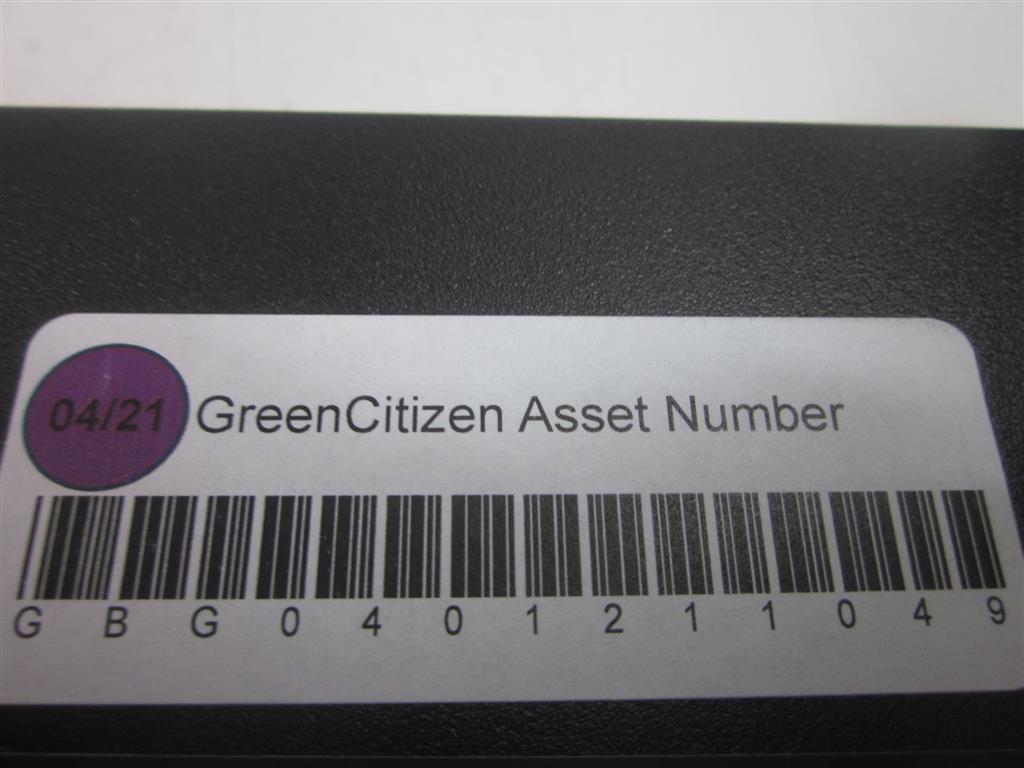 04/21 GreenCitizen Asset Number
G B G 0 4 0 1 2 1 1 0 4 9